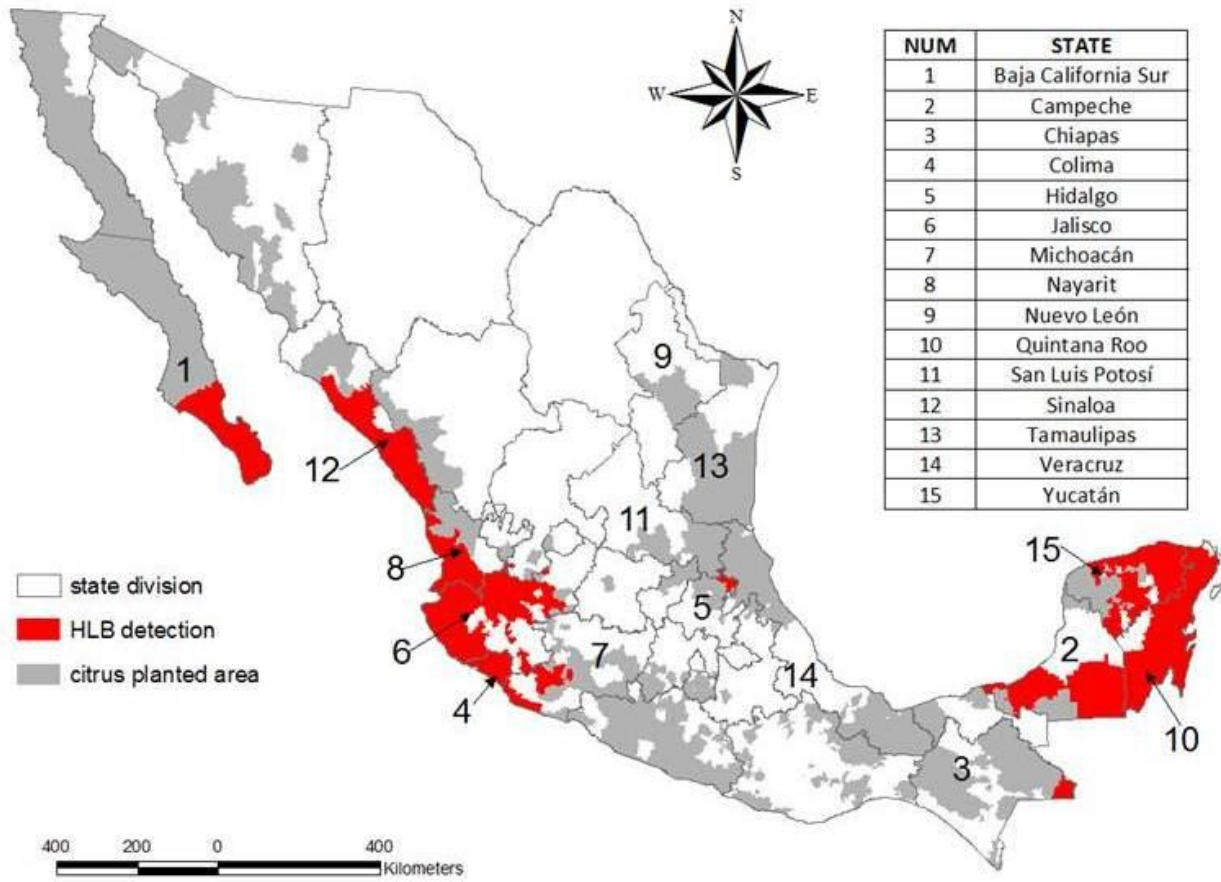 N
W E
S
NUM STATE
1 Baja California Sur
2 Campeche
3 Chiapas
4 Colima
5 Hidalgo
6 Jalisco
7 Michoacán
8 Nayarit
9 Nuevo León
10 Quintana Roo
11 San Luis Potosí
12 Sinaloa
13 Tamaulipas
14 Veracruz
15 Yucatán
1
9
12
13
11
15
8
5
6
7
2
4
14
10
3
state division
HLB detection
citrus planted area
400 200 0 400
Kilometers